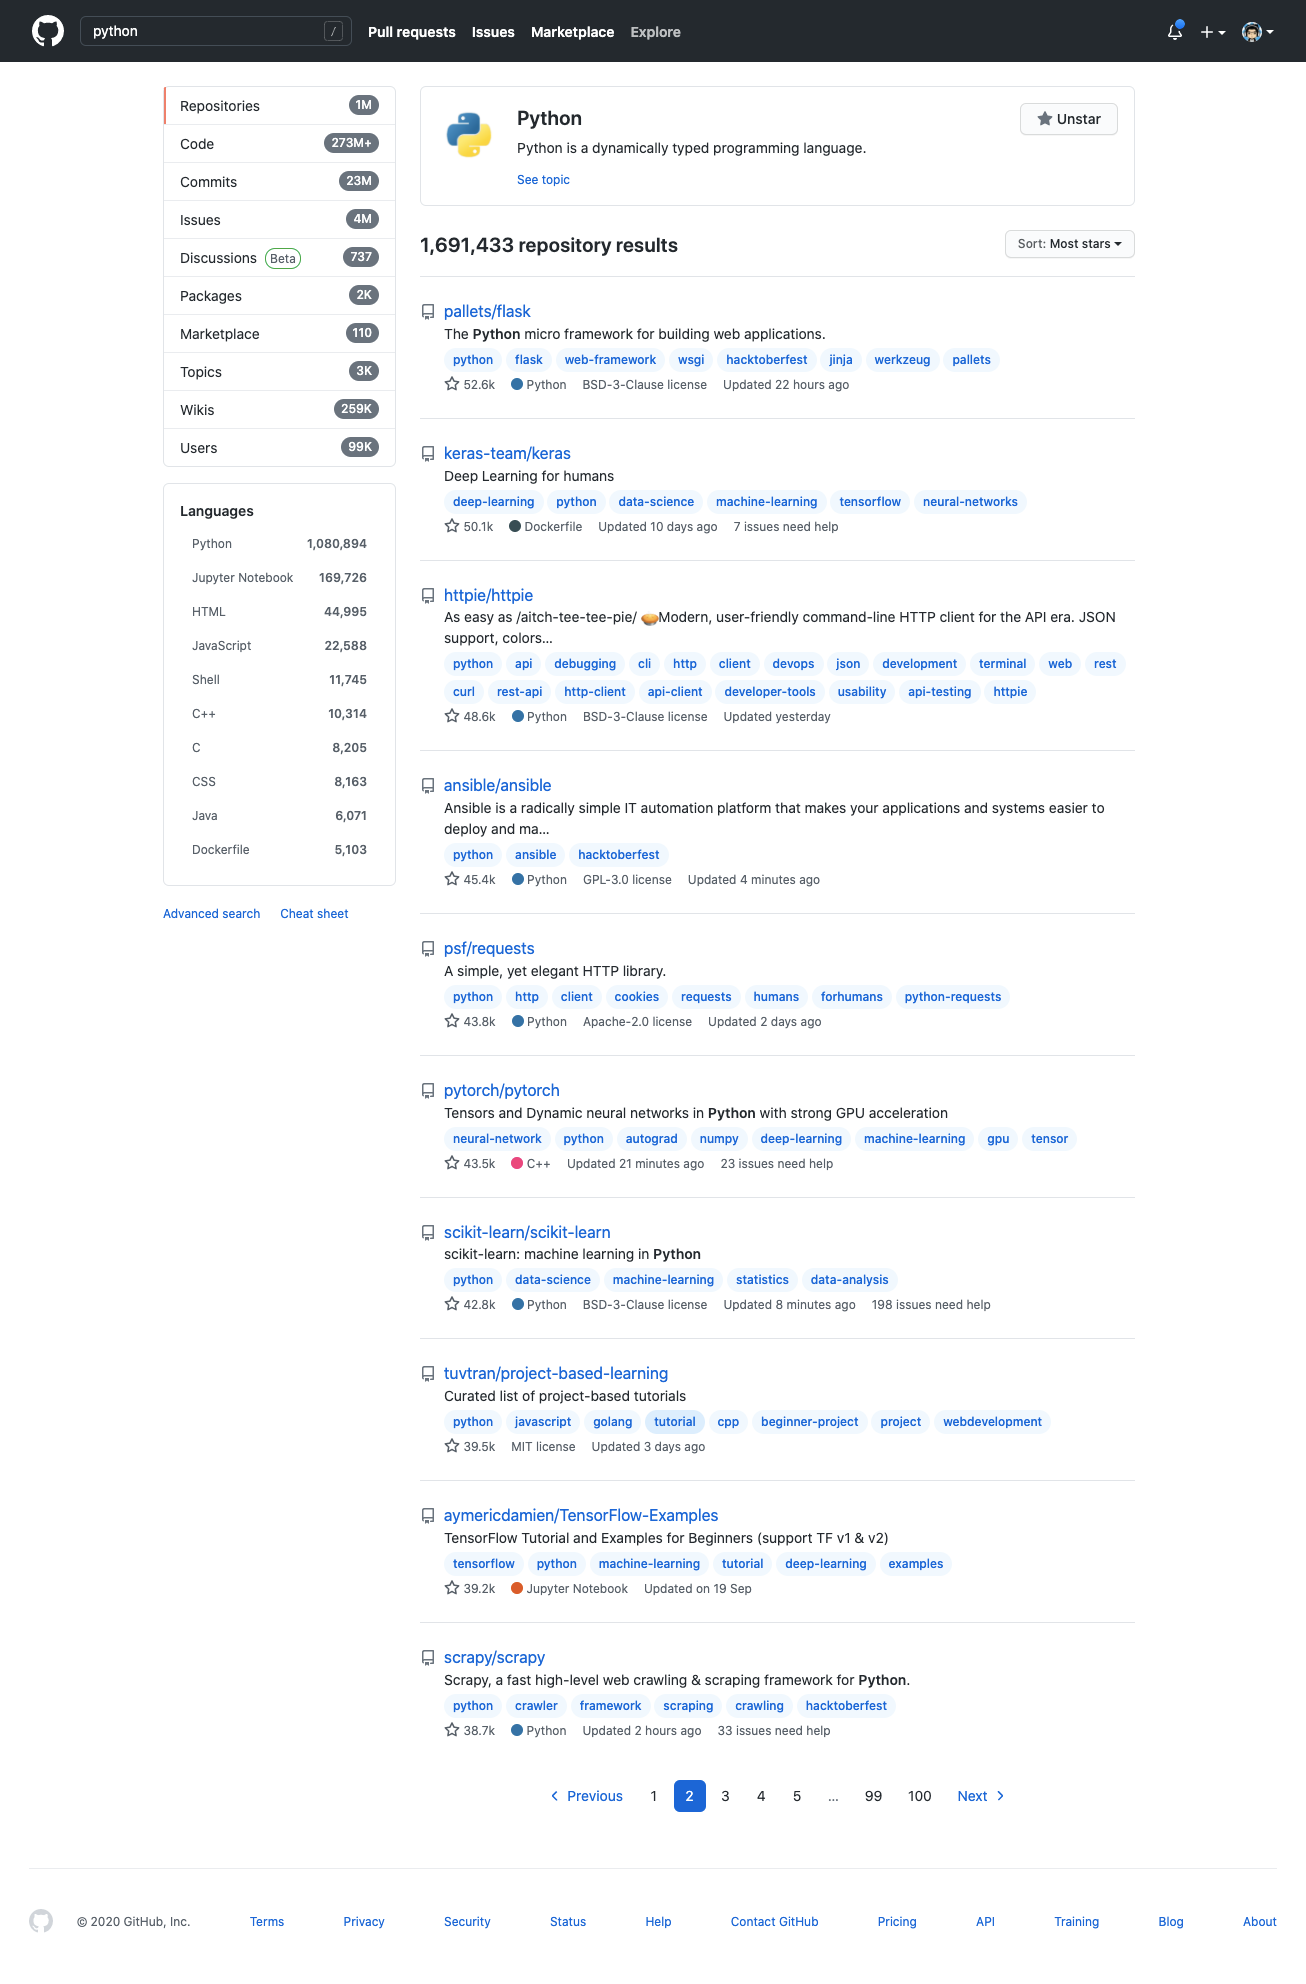 python /
Pull requests Issues Marketplace Explore
Repositories 1M
Code 273M+
Commits 23M
Issues 4M
Discussions Beta 737
Packages 2K
Marketplace 110
Topics 3K
Wikis 259K
Users 99K
Languages
Python 1,080,894
Jupyter Notebook 169,726
HTML 44,995
JavaScript 22,588
Shell 11,745
C++ 10,314
C 8,205
CSS 8,163
Java 6,071
Dockerfile 5,103
Advanced search Cheat sheet
Python
Unstar
Python is a dynamically typed programming language.
See topic
1,691,433 repository results
Sort: Most stars
pallets/flask
The Python micro framework for building web applications.
python flask web-framework wsgi hacktoberfest jinja werkzeug pallets
52.6k Python BSD-3-Clause license Updated 22 hours ago
keras-team/keras
Deep Learning for humans
deep-learning python data-science machine-learning tensorflow neural-networks
50.1k Dockerfile Updated 10 days ago 7 issues need help
httpie/httpie
As easy as /aitch-tee-tee-pie/ 🥧Modern, user-friendly command-line HTTP client for the API era. JSON
support, colors…
python api debugging cli http client devops json development terminal web rest
curl rest-api http-client api-client developer-tools usability api-testing httpie
48.6k Python BSD-3-Clause license Updated yesterday
ansible/ansible
Ansible is a radically simple IT automation platform that makes your applications and systems easier to
deploy and ma…
python ansible hacktoberfest
45.4k Python GPL-3.0 license Updated 4 minutes ago
psf/requests
A simple, yet elegant HTTP library.
python http client cookies requests humans forhumans python-requests
43.8k Python Apache-2.0 license Updated 2 days ago
pytorch/pytorch
Tensors and Dynamic neural networks in Python with strong GPU acceleration
neural-network python autograd numpy deep-learning machine-learning gpu tensor
43.5k C++ Updated 21 minutes ago 23 issues need help
scikit-learn/scikit-learn
scikit-learn: machine learning in Python
python data-science machine-learning statistics data-analysis
42.8k Python BSD-3-Clause license Updated 8 minutes ago 198 issues need help
tuvtran/project-based-learning
Curated list of project-based tutorials
python javascript golang tutorial cpp beginner-project project webdevelopment
39.5k MIT license Updated 3 days ago
aymericdamien/TensorFlow-Examples
TensorFlow Tutorial and Examples for Beginners (support TF v1 & v2)
tensorflow python machine-learning tutorial deep-learning examples
39.2k Jupyter Notebook Updated on 19 Sep
scrapy/scrapy
Scrapy, a fast high-level web crawling & scraping framework for Python.
python crawler framework scraping crawling hacktoberfest
38.7k Python Updated 2 hours ago 33 issues need help
Previous 1 2 3 4 5 … 99 100 Next
© 2020 GitHub, Inc. Terms Privacy Security Status Help Contact GitHub Pricing API Training Blog About